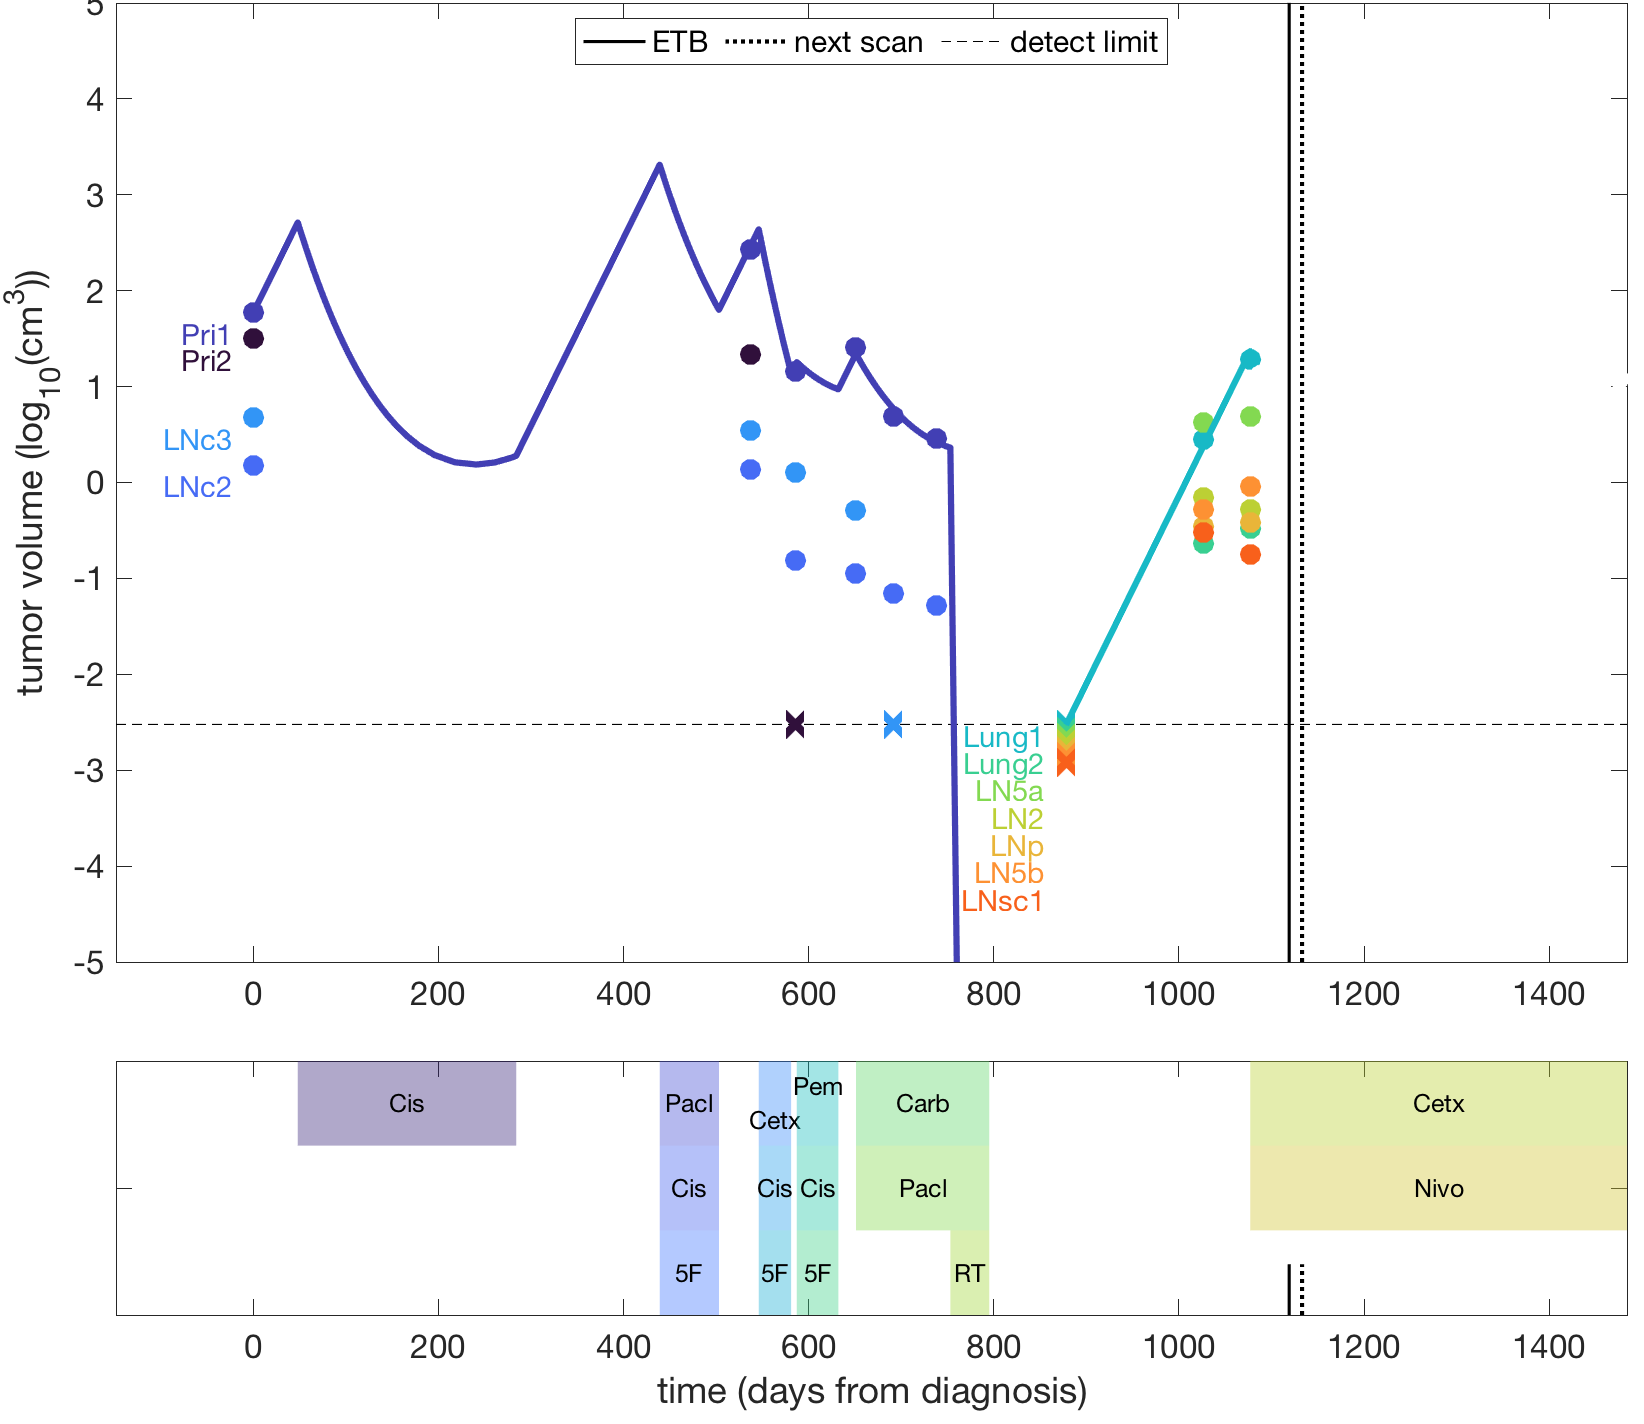 5
ETB next scan detect limit
4
3
2
1
0
-1
-2
-3
-4
-5
tumor volume (log10(cm3))
Pri1
Pri2
LNc3
LNc2
Lung1
Lung2
LN5a
LN2
LNp
LN5b
LNsc1
0 200 400 600 800 1000 1200 1400
Cis Pacl Cetx Pem Carb Cetx
Cis Cis Cis Pacl Nivo
5F 5F 5F RT
0 200 400 600 800 1000 1200 1400
time (days from diagnosis)